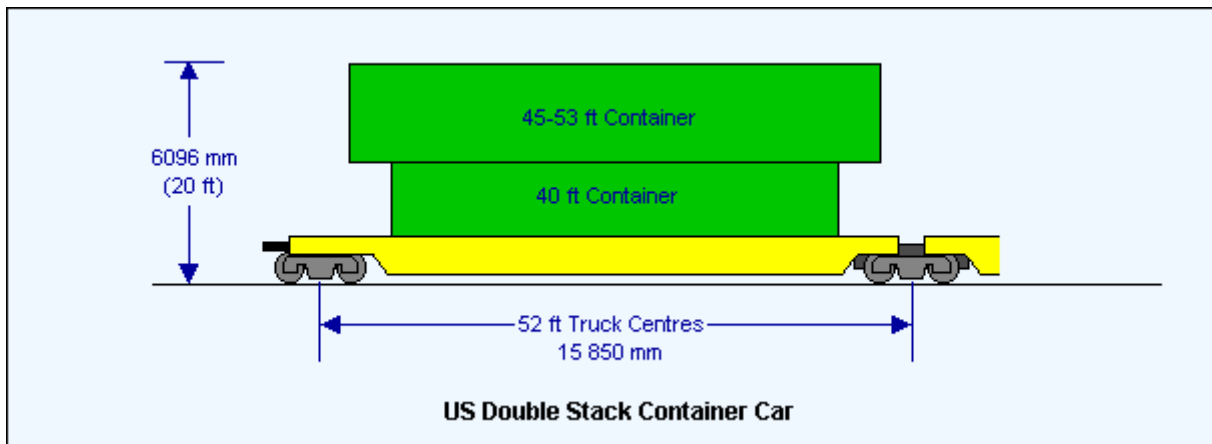 45-53 ft Container
6096 mm
(20 ft)
40 ft Container
52 ft Truck Centres
15 850 mm
US Double Stack Container Car